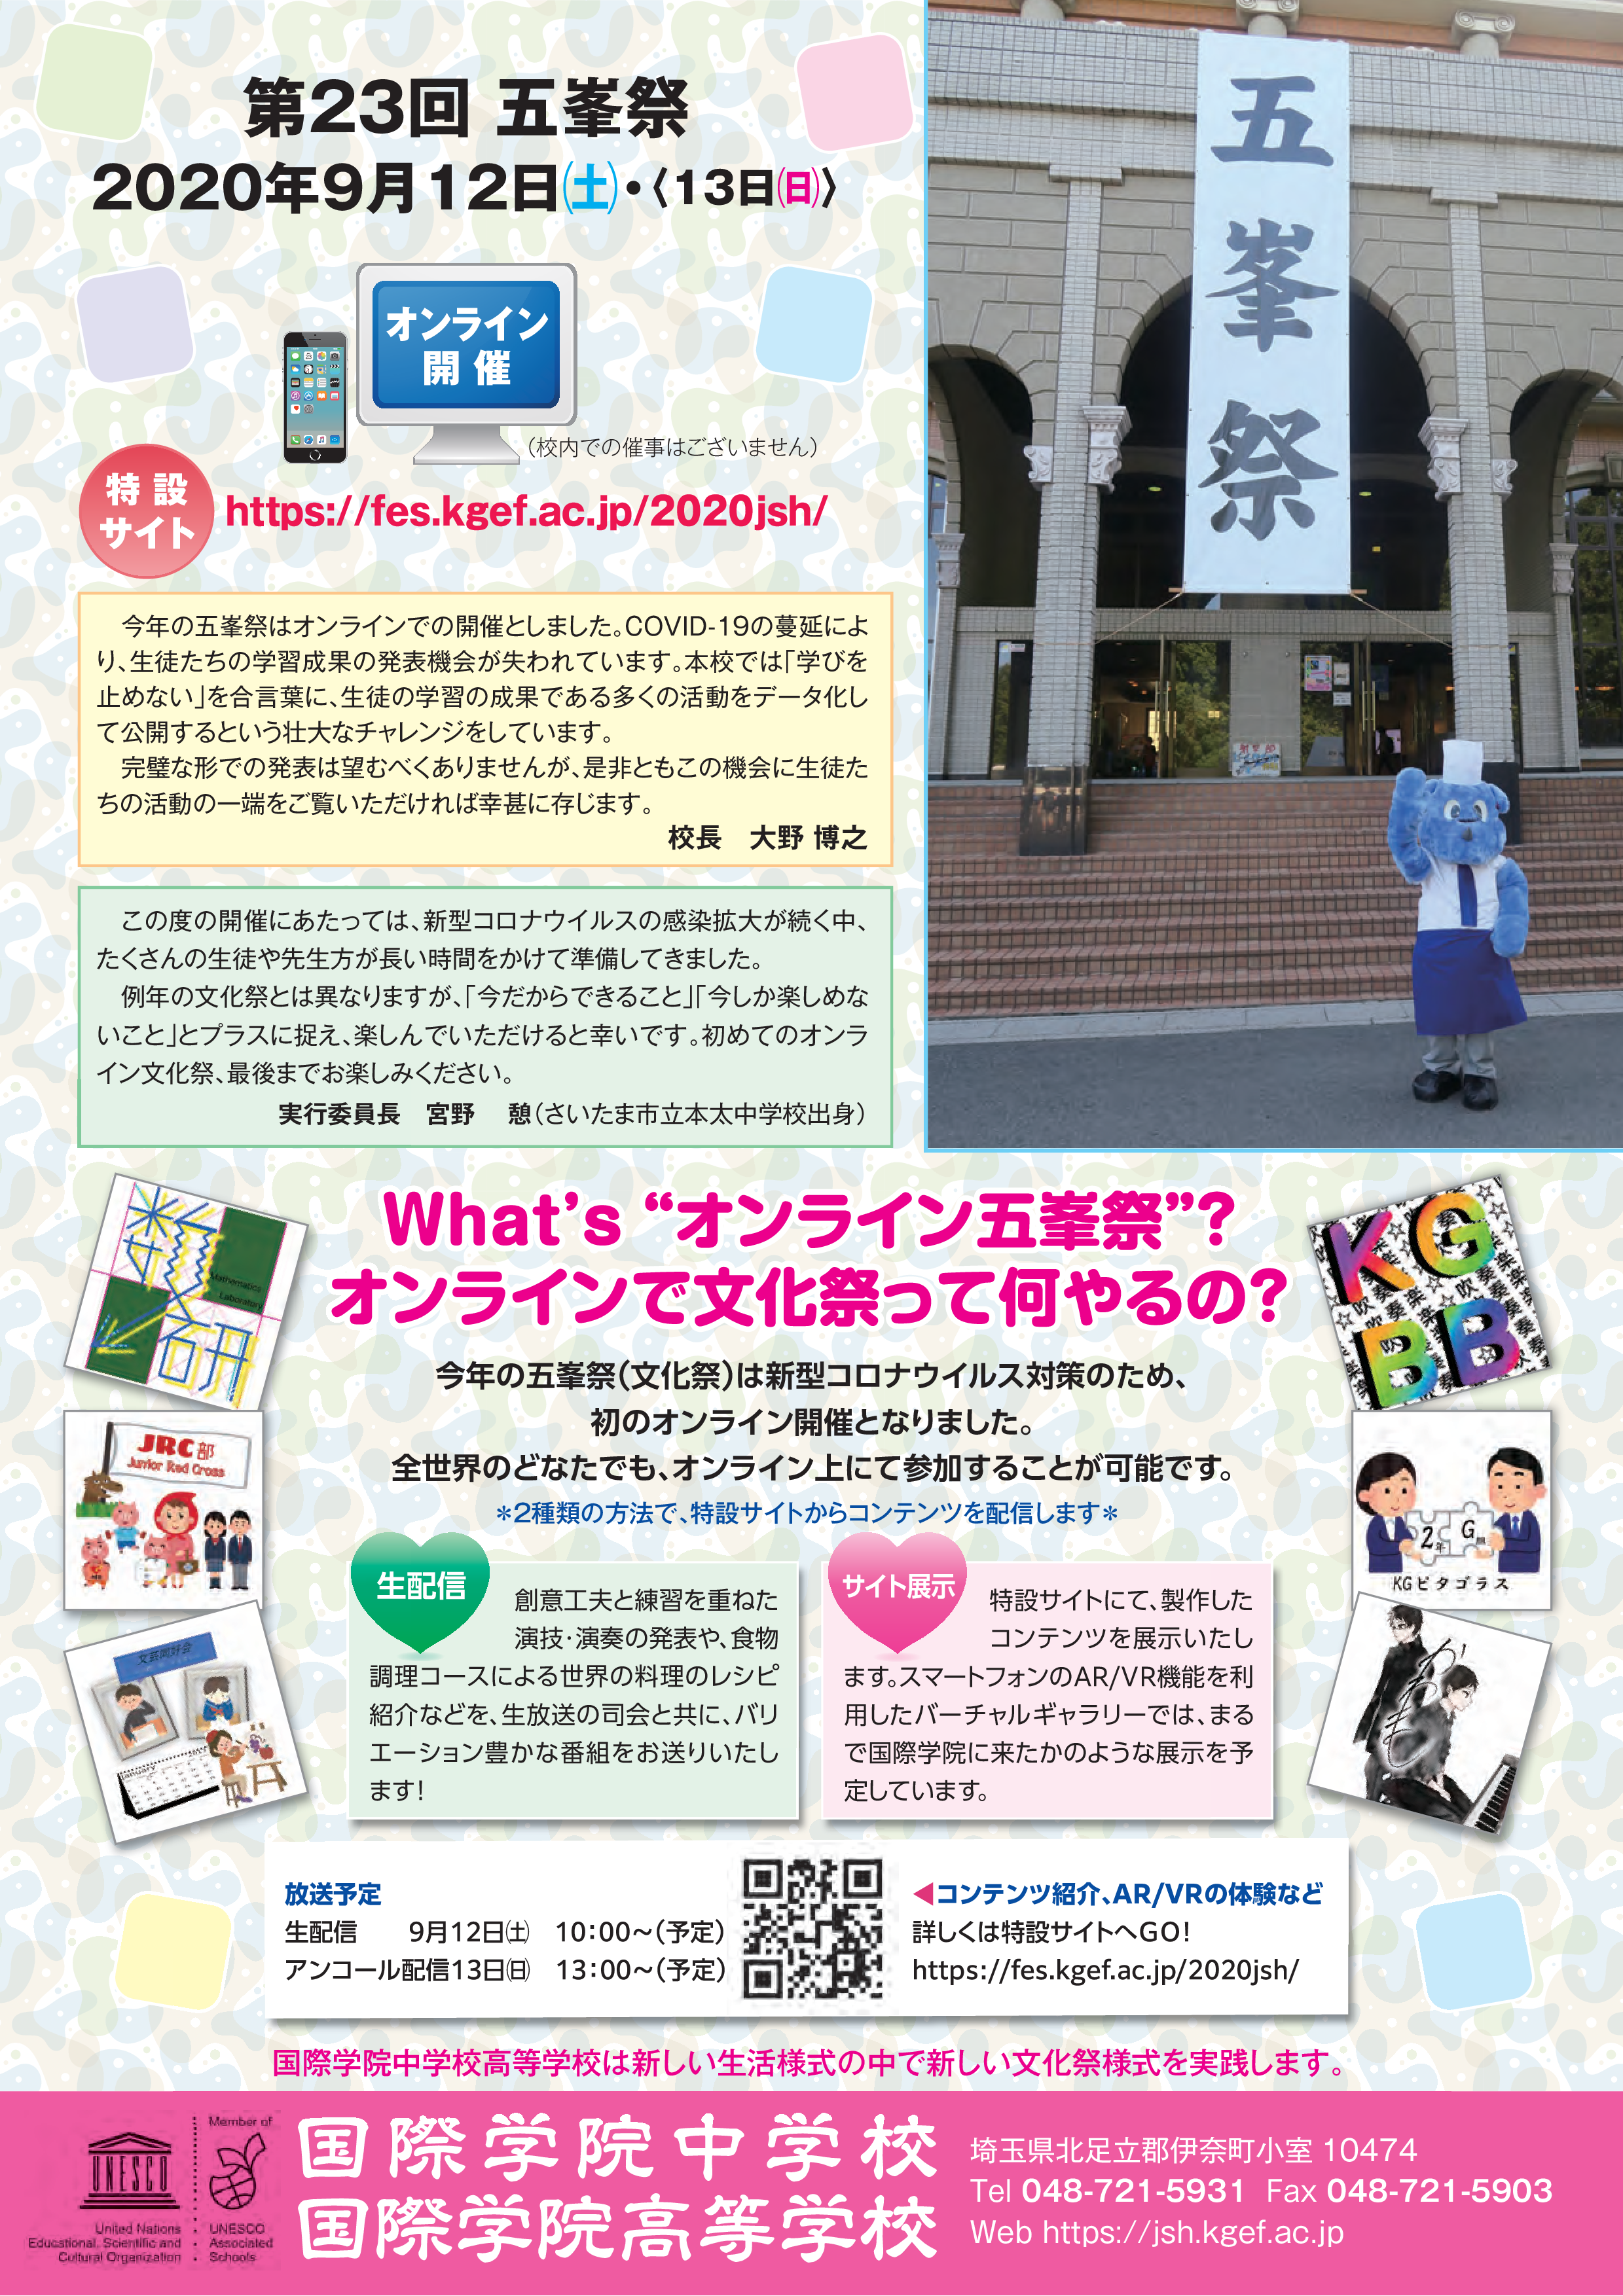 第23回 五峯祭
2020年9月12日㈯・〈13日㈰〉
オンライン
開 催
（校内での催事はございません）
特 設
サイト
https://fes.kgef.ac.jp/2020jsh/
五峯祭
今年の五峯祭はオンラインでの開催としました。COVID-19の蔓延によ
り、生徒たちの学習成果の発表機会が失われています。本校では「学びを
止めない」を合言葉に、生徒の学習の成果である多くの活動をデータ化し
て公開するという壮大なチャレンジをしています。
完璧な形での発表は望むべくありませんが、是非ともこの機会に生徒た
ちの活動の一端をご覧いただければ幸甚に存じます。
校長　大野 博之
この度の開催にあたっては、新型コロナウイルスの感染拡大が続く中、
たくさんの生徒や先生方が長い時間をかけて準備してきました。
例年の文化祭とは異なりますが、「今だからできること」「今しか楽しめな
いこと」とプラスに捉え、楽しんでいただけると幸いです。初めてのオンラ
イン文化祭、最後までお楽しみください。
実行委員長　宮野　憩（さいたま市立本太中学校出身）
What's “オンライン五峯祭”?
オンラインで文化祭って何やるの?
今年の五峯祭（文化祭）は新型コロナウイルス対策のため、
初のオンライン開催となりました。
全世界のどなたでも、オンライン上にて参加することが可能です。
＊2種類の方法で、特設サイトからコンテンツを配信します＊
数研
Mathematics
Laboratory
JRC部
Junior Red Cross
文芸同好会
January
KG
BB
吹奏楽
2年
G組
KGピタゴラス
かつもく
生配信
創意工夫と練習を重ねた
演技・演奏の発表や、食物
調理コースによる世界の料理のレシピ
紹介などを、生放送の司会と共に、バリ
エーション豊かな番組をお送りいたし
ます！
サイト展示
特設サイトにて、製作した
コンテンツを展示いたし
ます。スマートフォンのAR/VR機能を利
用したバーチャルギャラリーでは、まる
で国際学院に来たかのような展示を予
定しています。
放送予定
生配信　　9月12日㈯　10：00～（予定）
アンコール配信13日㈰　13：00～（予定）
◀コンテンツ紹介、AR/VRの体験など
詳しくは特設サイトへGO！
https://fes.kgef.ac.jp/2020jsh/
国際学院中学校高等学校は新しい生活様式の中で新しい文化祭様式を実践します。
UNESCO
United Nations
Educational, Scientific and
Cultural Organization
Member of
UNESCO
Associated
Schools
国際学院中学校
国際学院高等学校
埼玉県北足立郡伊奈町小室 10474
Tel 048-721-5931 Fax 048-721-5903
Web https://jsh.kgef.ac.jp